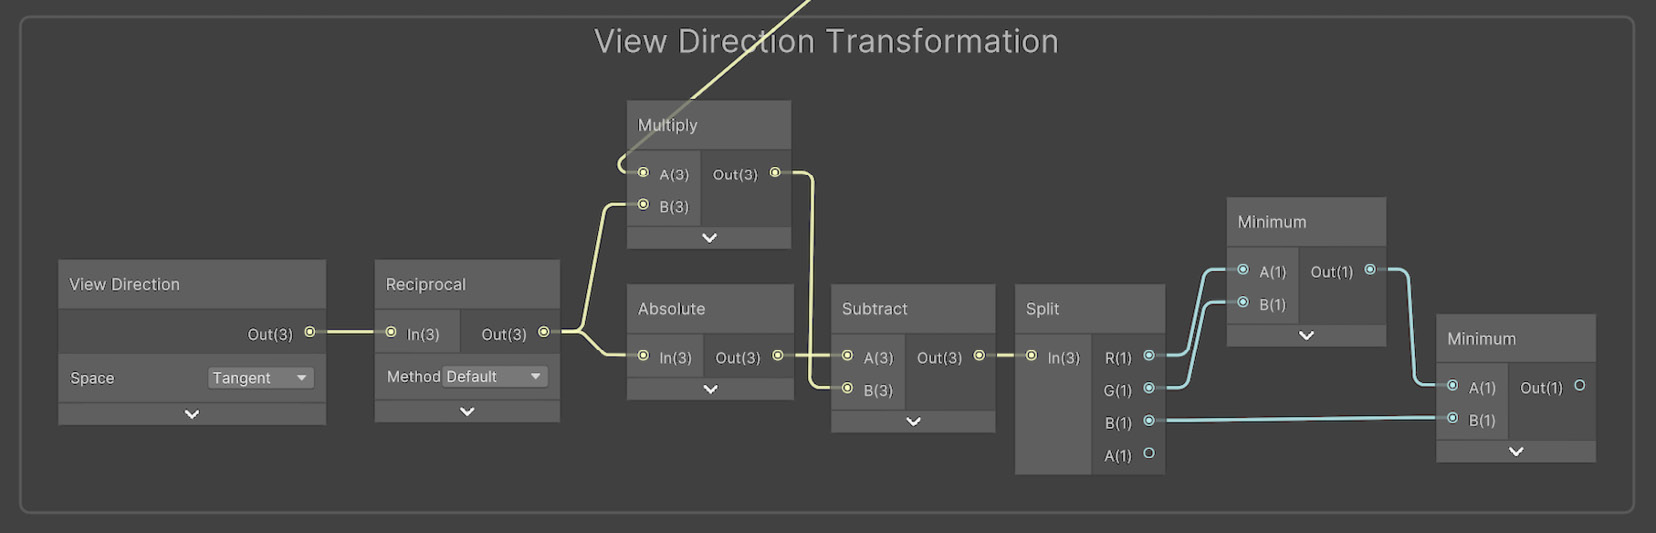 View Direction Transformation
Multiply
A(3) Out(3)
B(3)
View Direction
Out(3)
Space Tangent
Reciprocal
In(3) Out(3)
Method Default
Absolute
In(3) Out(3)
Subtract
A(3) Out(3)
B(3)
Split
In(3) R(1)
G(1)
B(1)
A(1)
Minimum
A(1) Out(1)
B(1)
Minimum
A(1) Out(1)
B(1)